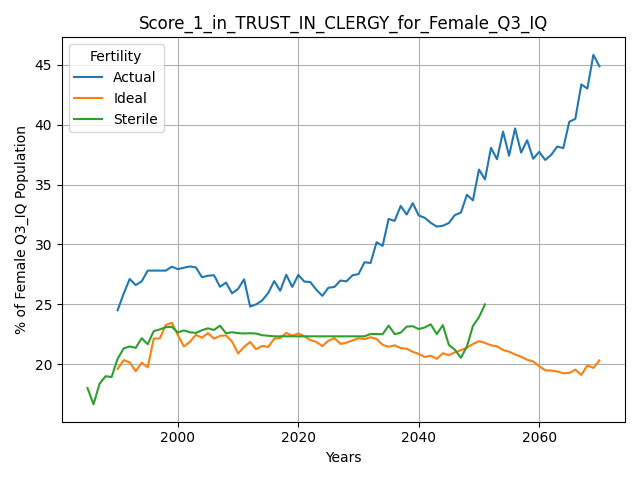 Score_1_in_TRUST_IN_CLERGY_for_Female_Q3_IQ
Fertility
Actual
Ideal
Sterile
% of Female Q3_IQ Population
45
40
35
30
25
20
2000
2020
2040
2060
Years